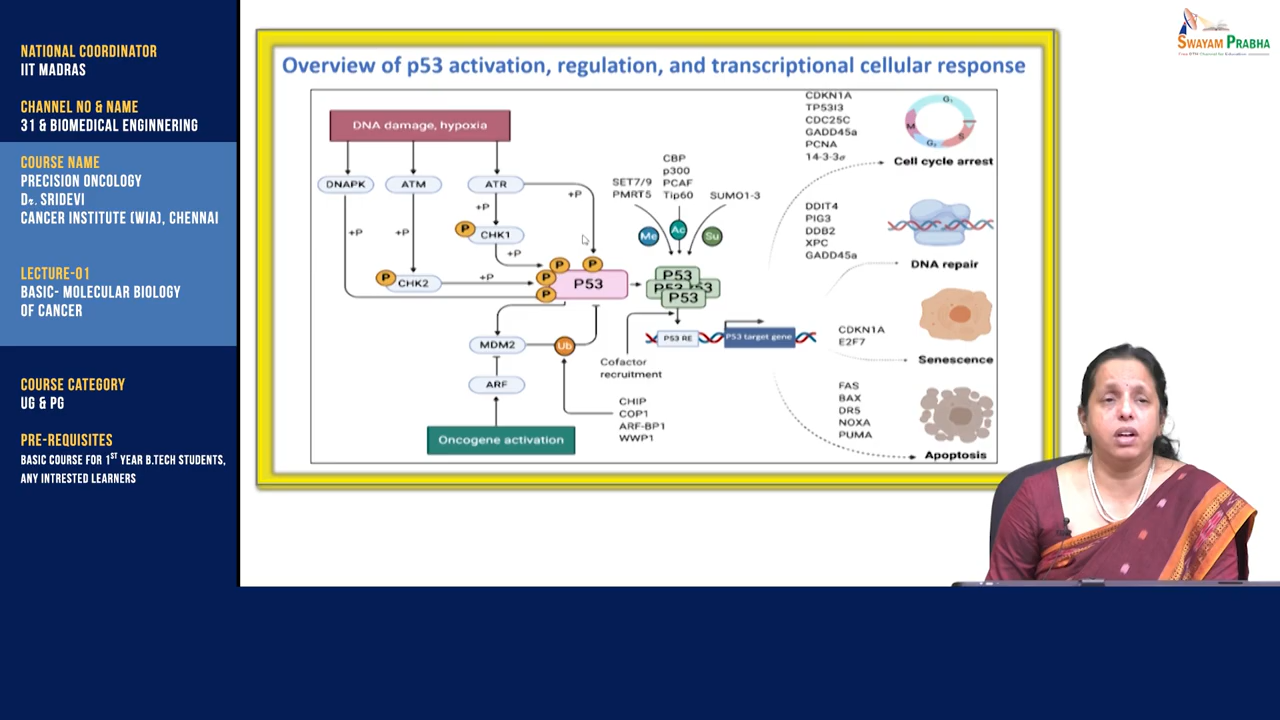 NATIONAL COORDINATOR
IIT MADRAS
CHANNEL NO & NAME
31 & BIOMEDICAL ENGINNERING
COURSE NAME
PRECISION ONCOLOGY
DR. SRIDEVI
CANCER INSTITUTE (WIA), CHENNAI
LECTURE-01
BASIC- MOLECULAR BIOLOGY
OF CANCER
COURSE CATEGORY
UG & PG
PRE-REQUISITES
BASIC COURSE FOR 1ST YEAR B.TECH STUDENTS,
ANY INTRESTED LEARNERS
SWAYAM PRABHA
Overview of p53 activation, regulation, and transcriptional cellular response
DNA damage, hypoxia
DNAPK
ATM
ATR
+P
+P
+P
+P
P
CHK1
+P
P
CHK2
+P
P
P
P
P
P53
MDM2
Ub
ARF
Oncogene activation
CHIP
COP1
ARF-BP1
WWP1
SET7/9
PMRT5
CBP
p300
PCAF
Tip60
SUMO1-3
Me
Ac
Su
P53
P53
P53
P53
P53 RE
P53 target gene
Cofactor
recruitment
CDKN1A
TP53I3
CDC25C
GADD45a
PCNA
14-3-3σ
G1
S
G2
M
Cell cycle arrest
DDIT4
PIG3
DDB2
XPC
GADD45a
DNA repair
CDKN1A
E2F7
Senescence
FAS
BAX
DR5
NOXA
PUMA
Apoptosis